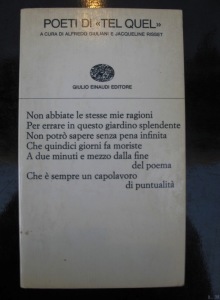 POETI DI «TEL QUEL»
A CURA DI ALFREDO GIULIANI E JACQUELINE RISSET
GIULIO EINAUDI EDITORE
Non abbiate le stesse mie ragioni
Per errare in questo giardino splendente
Non potrò sapere senza pena infinita
Che quindici giorni fa moriste
A due minuti e mezzo dalla fine
del poema
Che è sempre un capolavoro
di puntualità